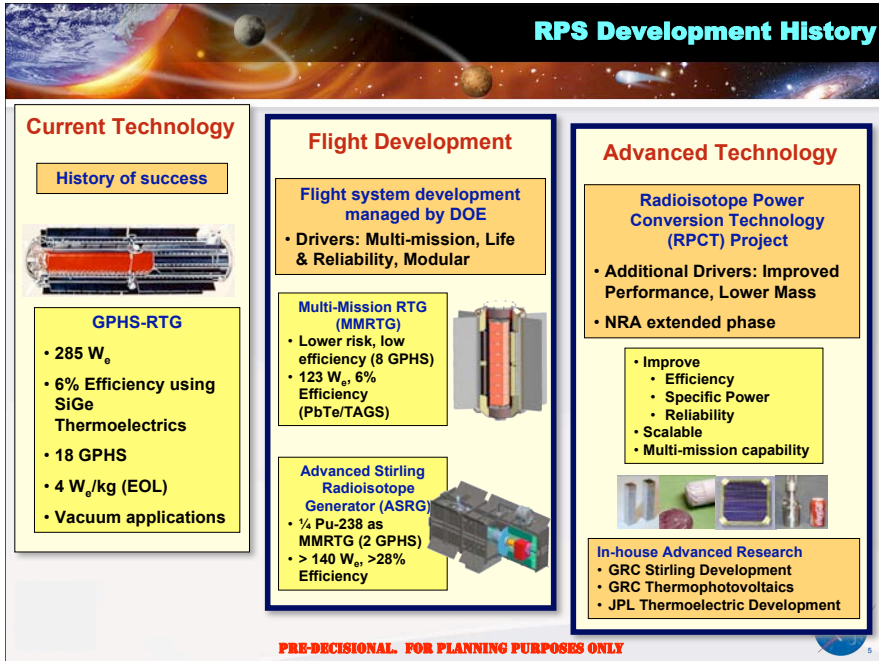 RPS Development History
Current Technology
History of success
GPHS-RTG
• 285 We
• 6% Efficiency using
SiGe
Thermoelectrics
• 18 GPHS
• 4 We/kg (EOL)
• Vacuum applications
Flight Development
Flight system development
managed by DOE
• Drivers: Multi-mission, Life
& Reliability, Modular
Multi-Mission RTG
(MMRTG)
• Lower risk, low
efficiency (8 GPHS)
• 123 We, 6%
Efficiency
(PbTe/TAGS)
Advanced Stirling
Radioisotope
Generator (ASRG)
• ¼ Pu-238 as
MMRTG (2 GPHS)
• > 140 We, >28%
Efficiency
Advanced Technology
Radioisotope Power
Conversion Technology
(RPCT) Project
• Additional Drivers: Improved
Performance, Lower Mass
• NRA extended phase
• Improve
• Efficiency
• Specific Power
• Reliability
• Scalable
• Multi-mission capability
In-house Advanced Research
• GRC Stirling Development
• GRC Thermophotovoltaics
• JPL Thermoelectric Development
PRE-DECISIONAL. FOR PLANNING PURPOSES ONLY
5